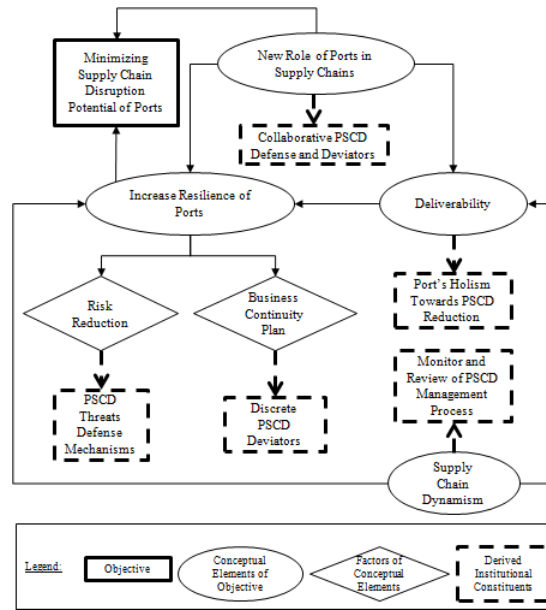 Minimizing
Supply Chain
Disruption
Potential of Ports
New Role of Ports in
Supply Chains
Collaborative PSCD
Defense and Deviators
Increase Resilience of
Ports
Deliverability
Risk
Reduction
Business
Continuity
Plan
Port's Holism
Towards PSCD
Reduction
PSCD
Threats
Defense
Mechanisms
Discrete
PSCD
Deviators
Monitor and
Review of PSCD
Management
Process
Supply
Chain
Dynamism
Legend:
Objective
Conceptual
Elements of
Objective
Factors of
Conceptual
Elements
Derived
Institutional
Constituents